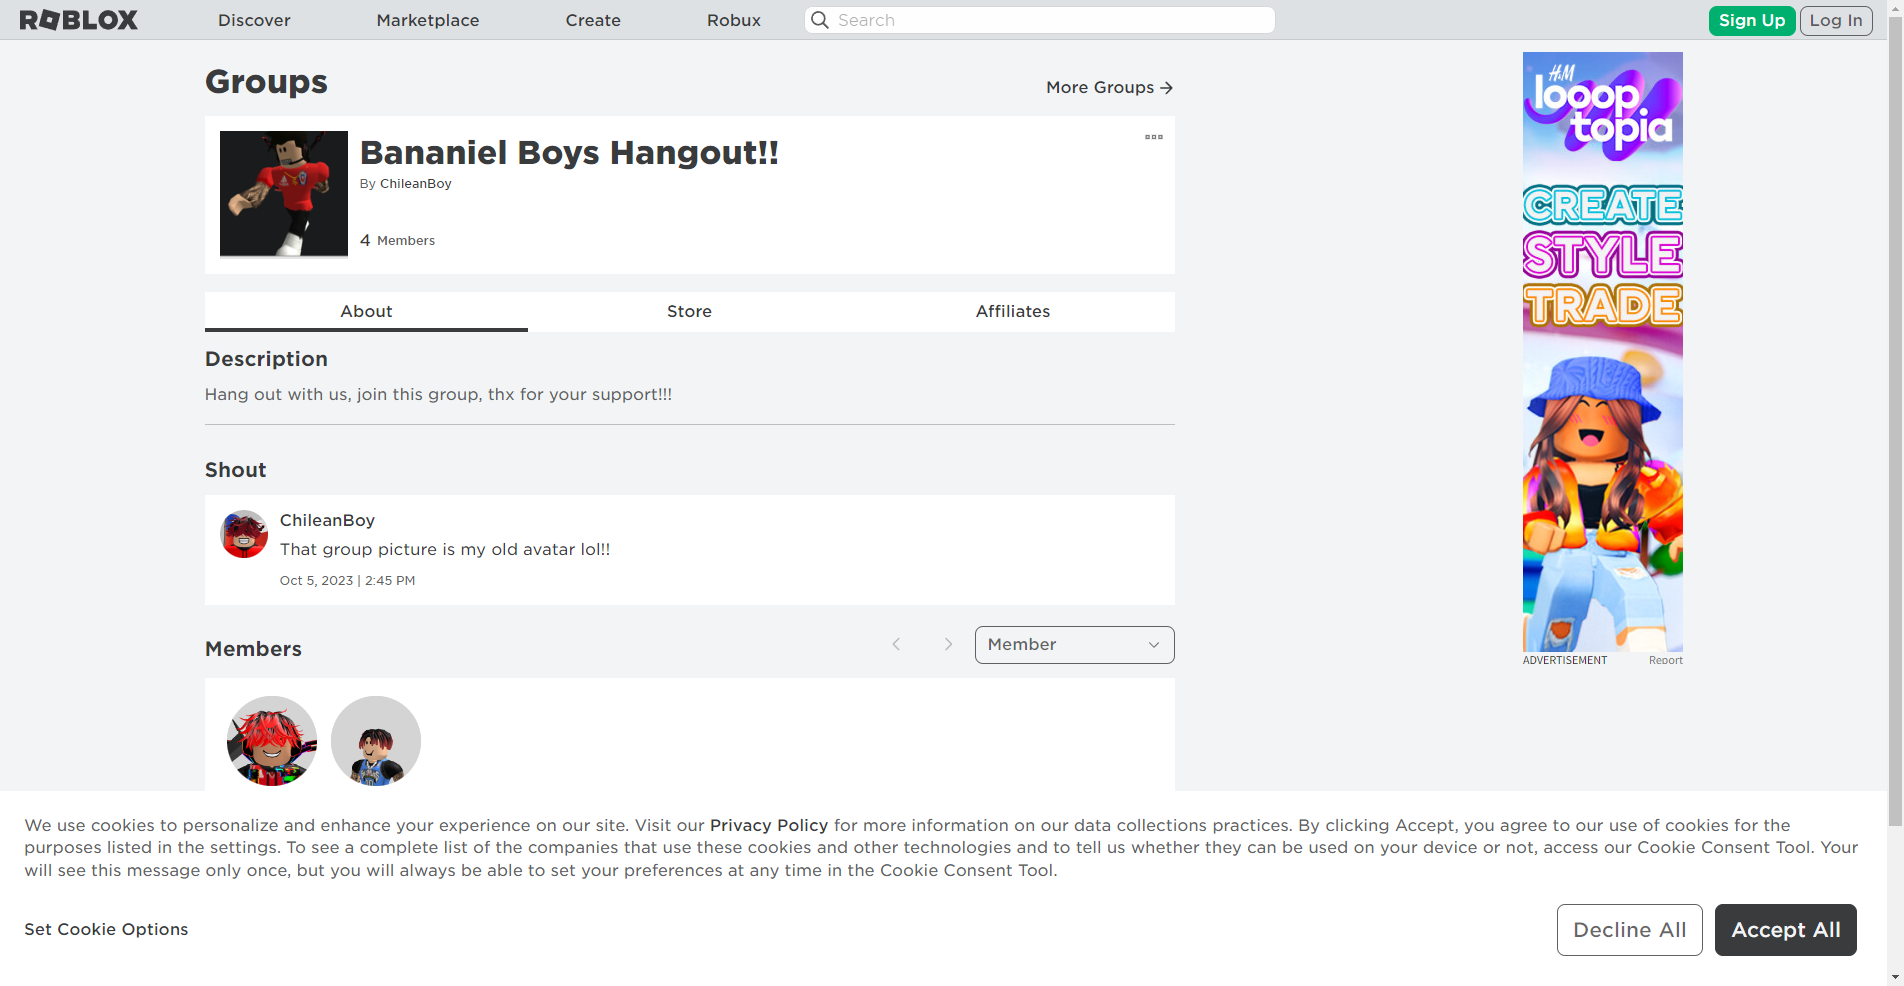 ROBLOX
Discover
Marketplace
Create
Robux
Search
Sign Up
Log In
Groups
More Groups
Bananiel Boys Hangout!!
By ChileanBoy
4 Members
About
Store
Affiliates
Description
Hang out with us, join this group, thx for your support!!!
Shout
ChileanBoy
That group picture is my old avatar lol!!
Oct 5, 2023 | 2:45 PM
Members
Member
H&M
looop
topia
CREATE
STYLE
TRADE
ADVERTISEMENT
Report
We use cookies to personalize and enhance your experience on our site. Visit our Privacy Policy for more information on our data collections practices. By clicking Accept, you agree to our use of cookies for the
purposes listed in the settings. To see a complete list of the companies that use these cookies and other technologies and to tell us whether they can be used on your device or not, access our Cookie Consent Tool. Your
will see this message only once, but you will always be able to set your preferences at any time in the Cookie Consent Tool.
Set Cookie Options
Decline All
Accept All